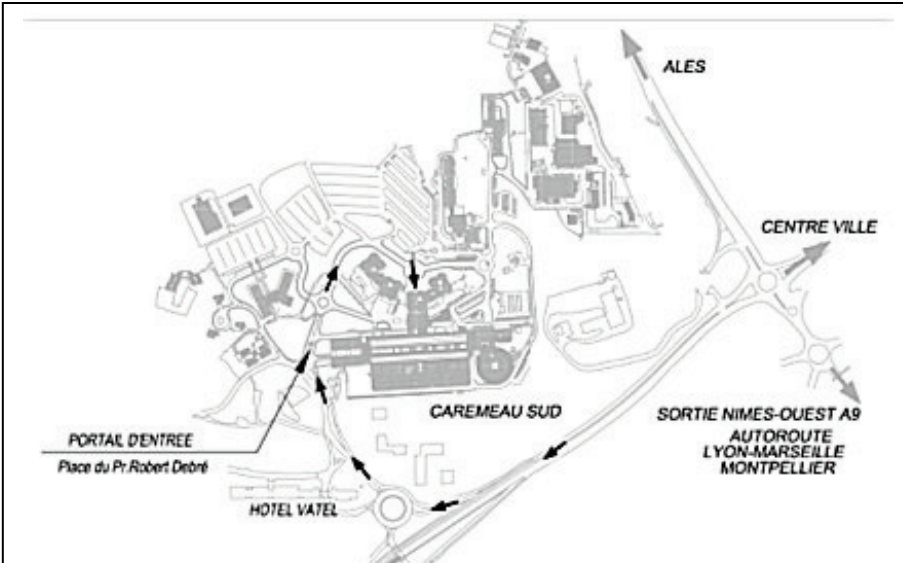 ALES
CENTRE VILLE
CAREMEAU SUD
SORTIE NIMES-OUEST A9
AUTOROUTE
LYON-MARSEILLE
MONTPELLIER
PORTAIL D'ENTREE
Place du Pr.Robert Debré
HOTEL VATEL